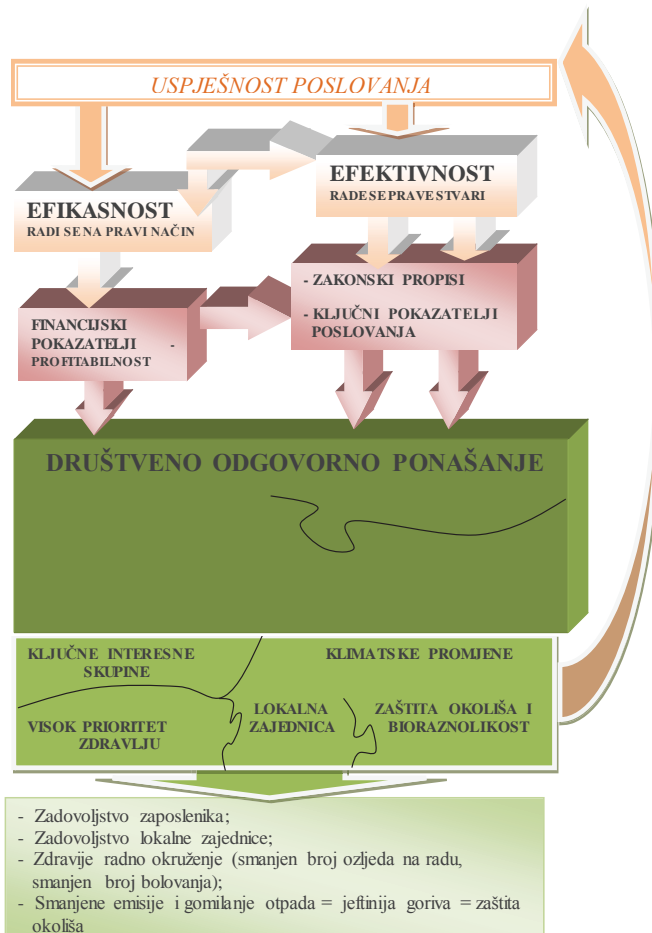 USPJEŠNOST POSLOVANJA
EFIKASNOST
RADI SE NA PRAVI NAČIN
EFEKTIVNOST
RADE SE PRAVE STVARI
FINANCIJSKI
POKAZATELJI -
PROFITABILNOST
- ZAKONSKI PROPISI
- KLJUČNI POKAZATELJI
POSLOVANJA
DRUŠTVENO ODGOVORNO PONAŠANJE
KLJUČNE INTERESNE
SKUPINE
KLIMATSKE PROMJENE
VISOK PRIORITET
ZDRAVLJU
LOKALNA
ZAJEDNICA
ZAŠTITA OKOLIŠA I
BIORAZNOLIKOST
- Zadovoljstvo zaposlenika;
- Zadovoljstvo lokalne zajednice;
- Zdravije radno okruženje (smanjen broj ozljeda na radu,
smanjen broj bolovanja);
- Smanjene emisije i gomilanje otpada = jeftinija goriva = zaštita
okoliša